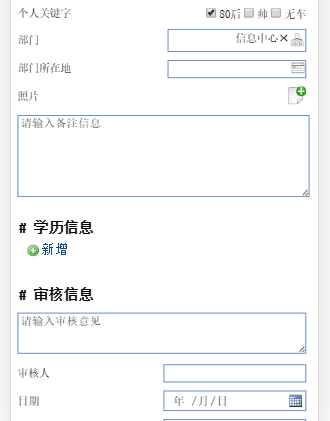 个人关键字 80后 帅 无车
部门 信息中心×
部门所在地
照片
请输入备注信息
# 学历信息
新增
# 审核信息
请输入审核意见
审核人
日期 年 /月/日